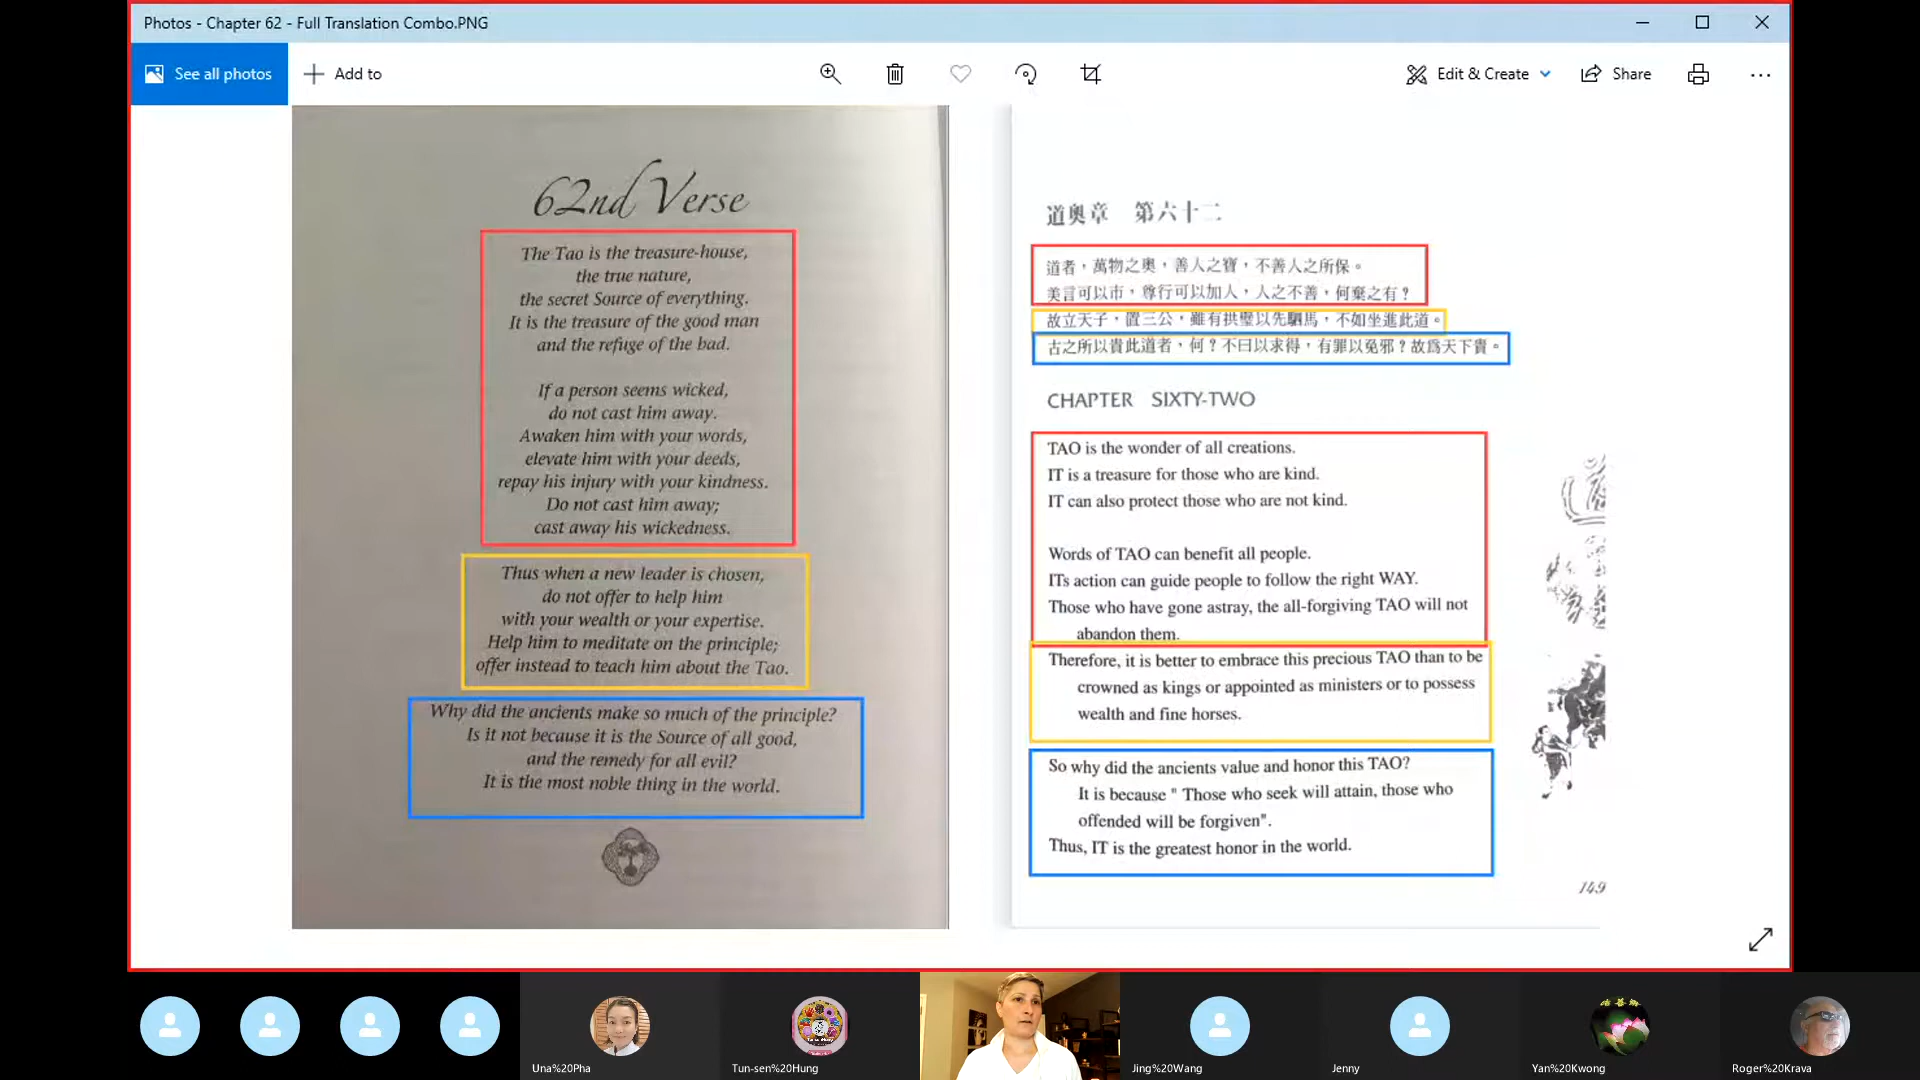 Photos - Chapter 62 - Full Translation Combo.PNG
See all photos
Add to
Edit & Create
Share
62nd Verse
The Tao is the treasure-house,
the true nature,
the secret Source of everything.
It is the treasure of the good man
and the refuge of the bad.
If a person seems wicked,
do not cast him away.
Awaken him with your words,
elevate him with your deeds,
repay his injury with your kindness.
Do not cast him away;
cast away his wickedness.
Thus when a new leader is chosen,
do not offer to help him
with your wealth or your expertise.
Help him to meditate on the principle;
offer instead to teach him about the Tao.
Why did the ancients make so much of the principle?
Is it not because it is the Source of all good,
and the remedy for all evil?
It is the most noble thing in the world.
道奧章 第六十二
道者，萬物之奧，善人之寶，不善人之所保。
美言可以市，尊行可以加人，人之不善，何棄之有？
故立天子，置三公，雖有拱璧以先駟馬，不如坐進此道。
古之所以貴此道者，何？不曰以求得，有罪以免邪？故爲天下貴。
CHAPTER SIXTY-TWO
TAO is the wonder of all creations.
IT is a treasure for those who are kind.
IT can also protect those who are not kind.
Words of TAO can benefit all people.
ITs action can guide people to follow the right WAY.
Those who have gone astray, the all-forgiving TAO will not
abandon them.
Therefore, it is better to embrace this precious TAO than to be
crowned as kings or appointed as ministers or to possess
wealth and fine horses.
So why did the ancients value and honor this TAO?
It is because " Those who seek will attain, those who
offended will be forgiven".
Thus, IT is the greatest honor in the world.
149
Una%20Pha
Tun-sen%20Hung
Jing%20Wang
Jenny
Yan%20Kwong
Roger%20Krava